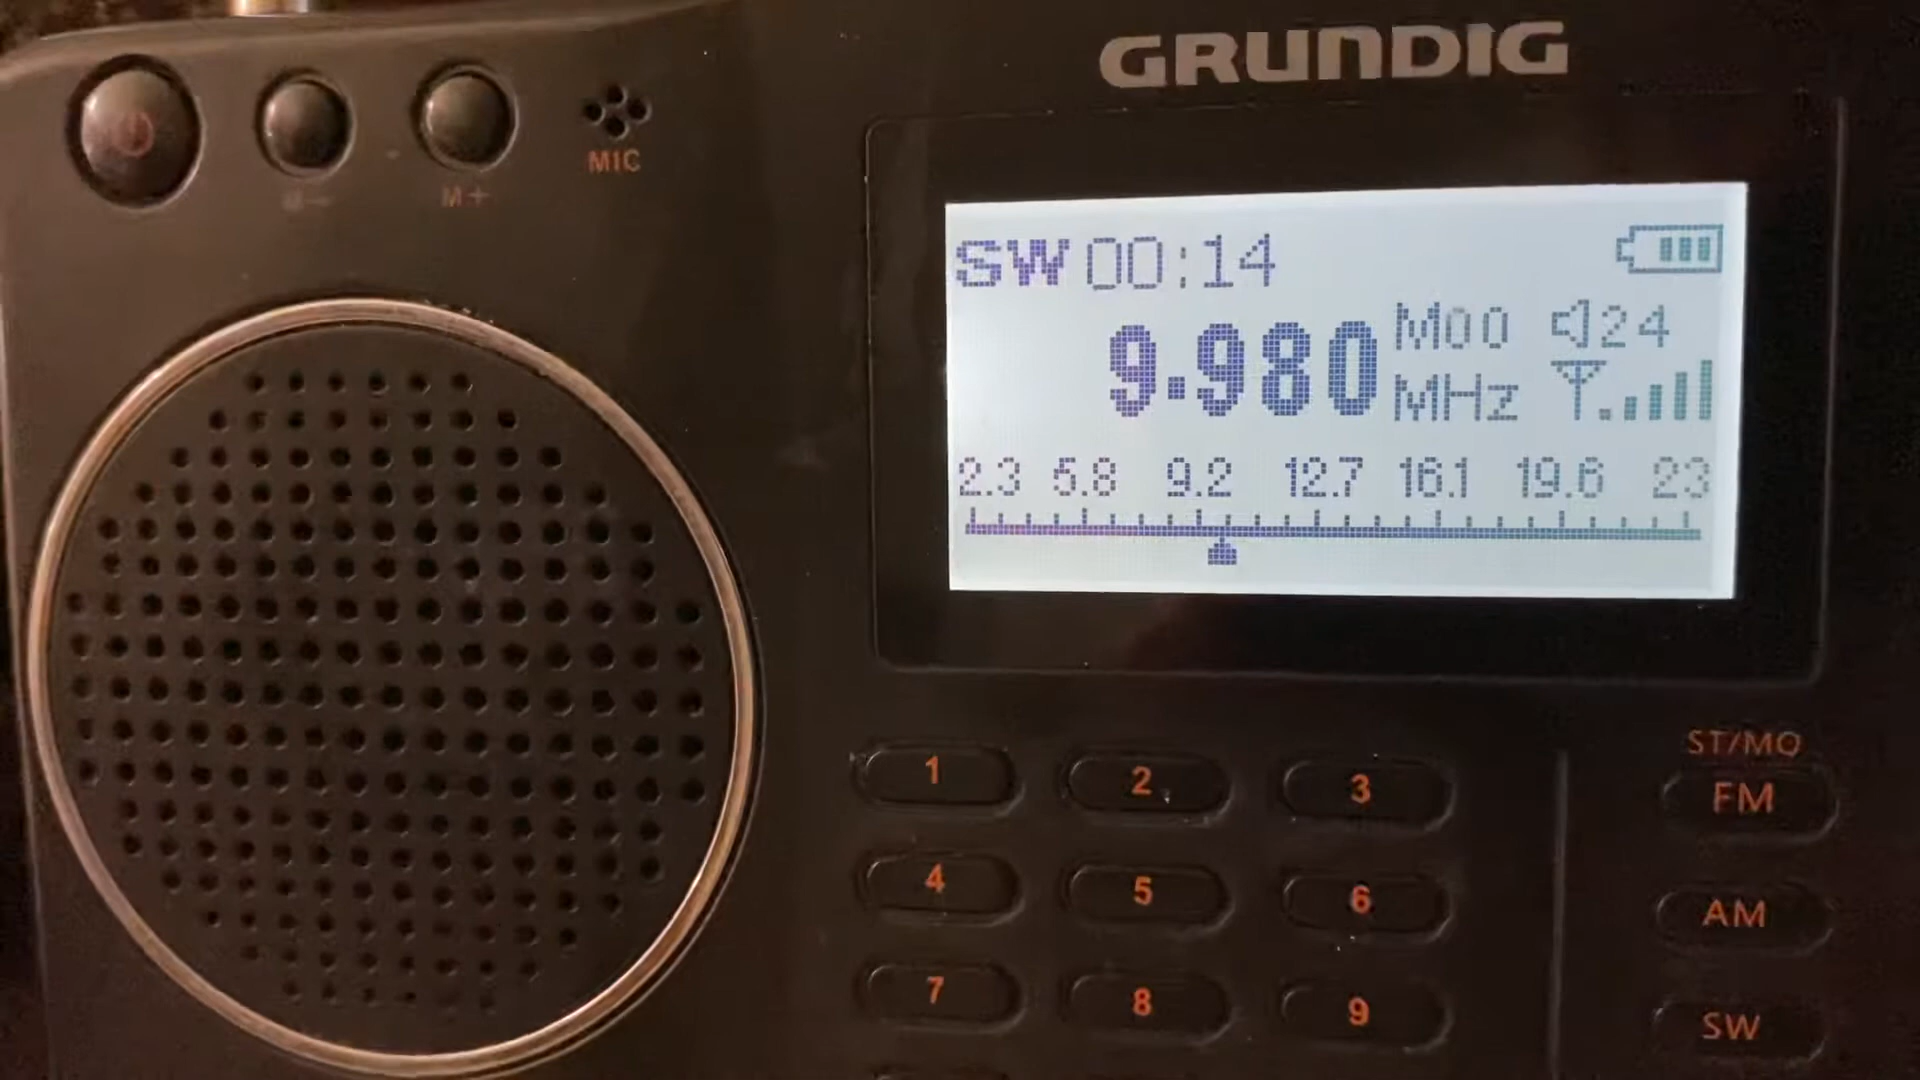 GRUNDIG
MIC
M+
SW 00:14
9.980 MHz
M00 24
2.3 5.8 9.2 12.7 16.1 19.6 23
1 2 3
4 5 6
7 8 9
ST/MO
FM
AM
SW